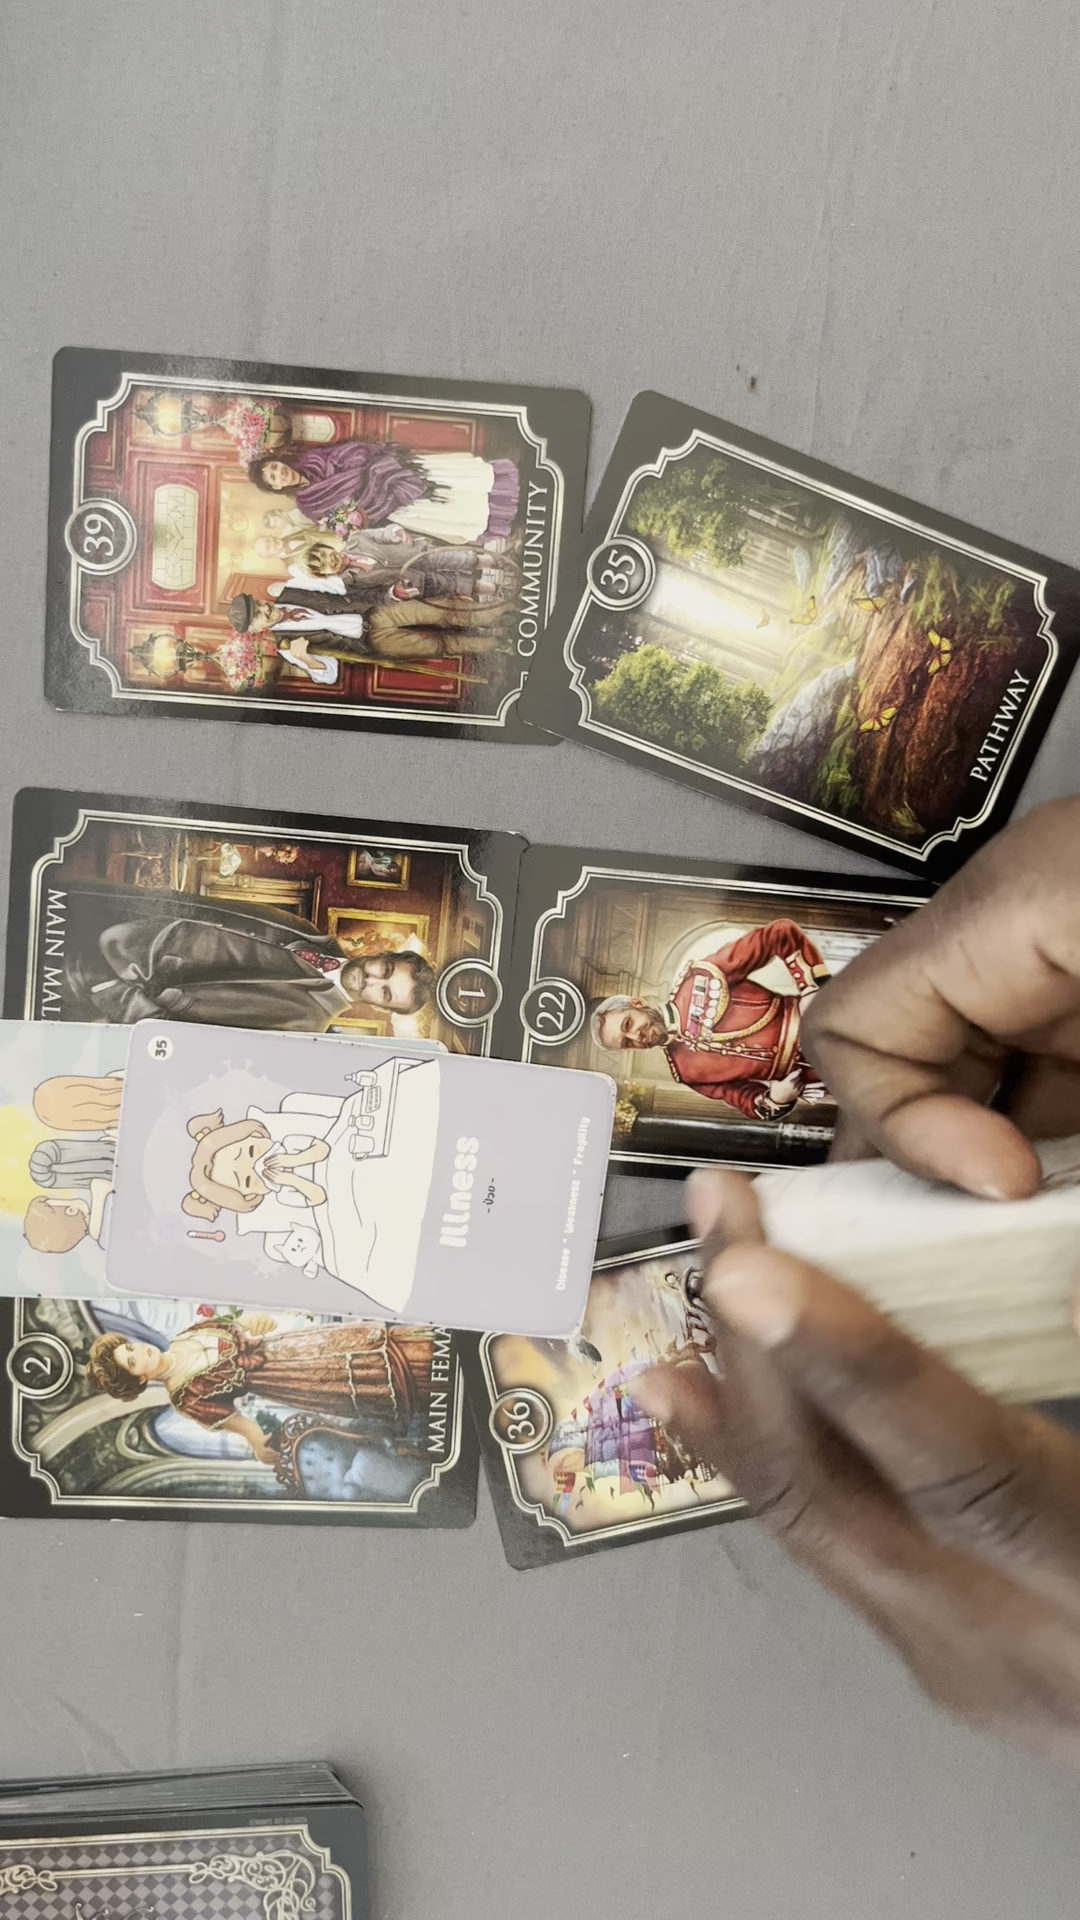 39
COMMUNITY
35
PATHWAY
MAIN MAL
1
22
35
Illness
- ป่วย -
Disease • Weakness • Fragility
2
MAIN FEMA
36